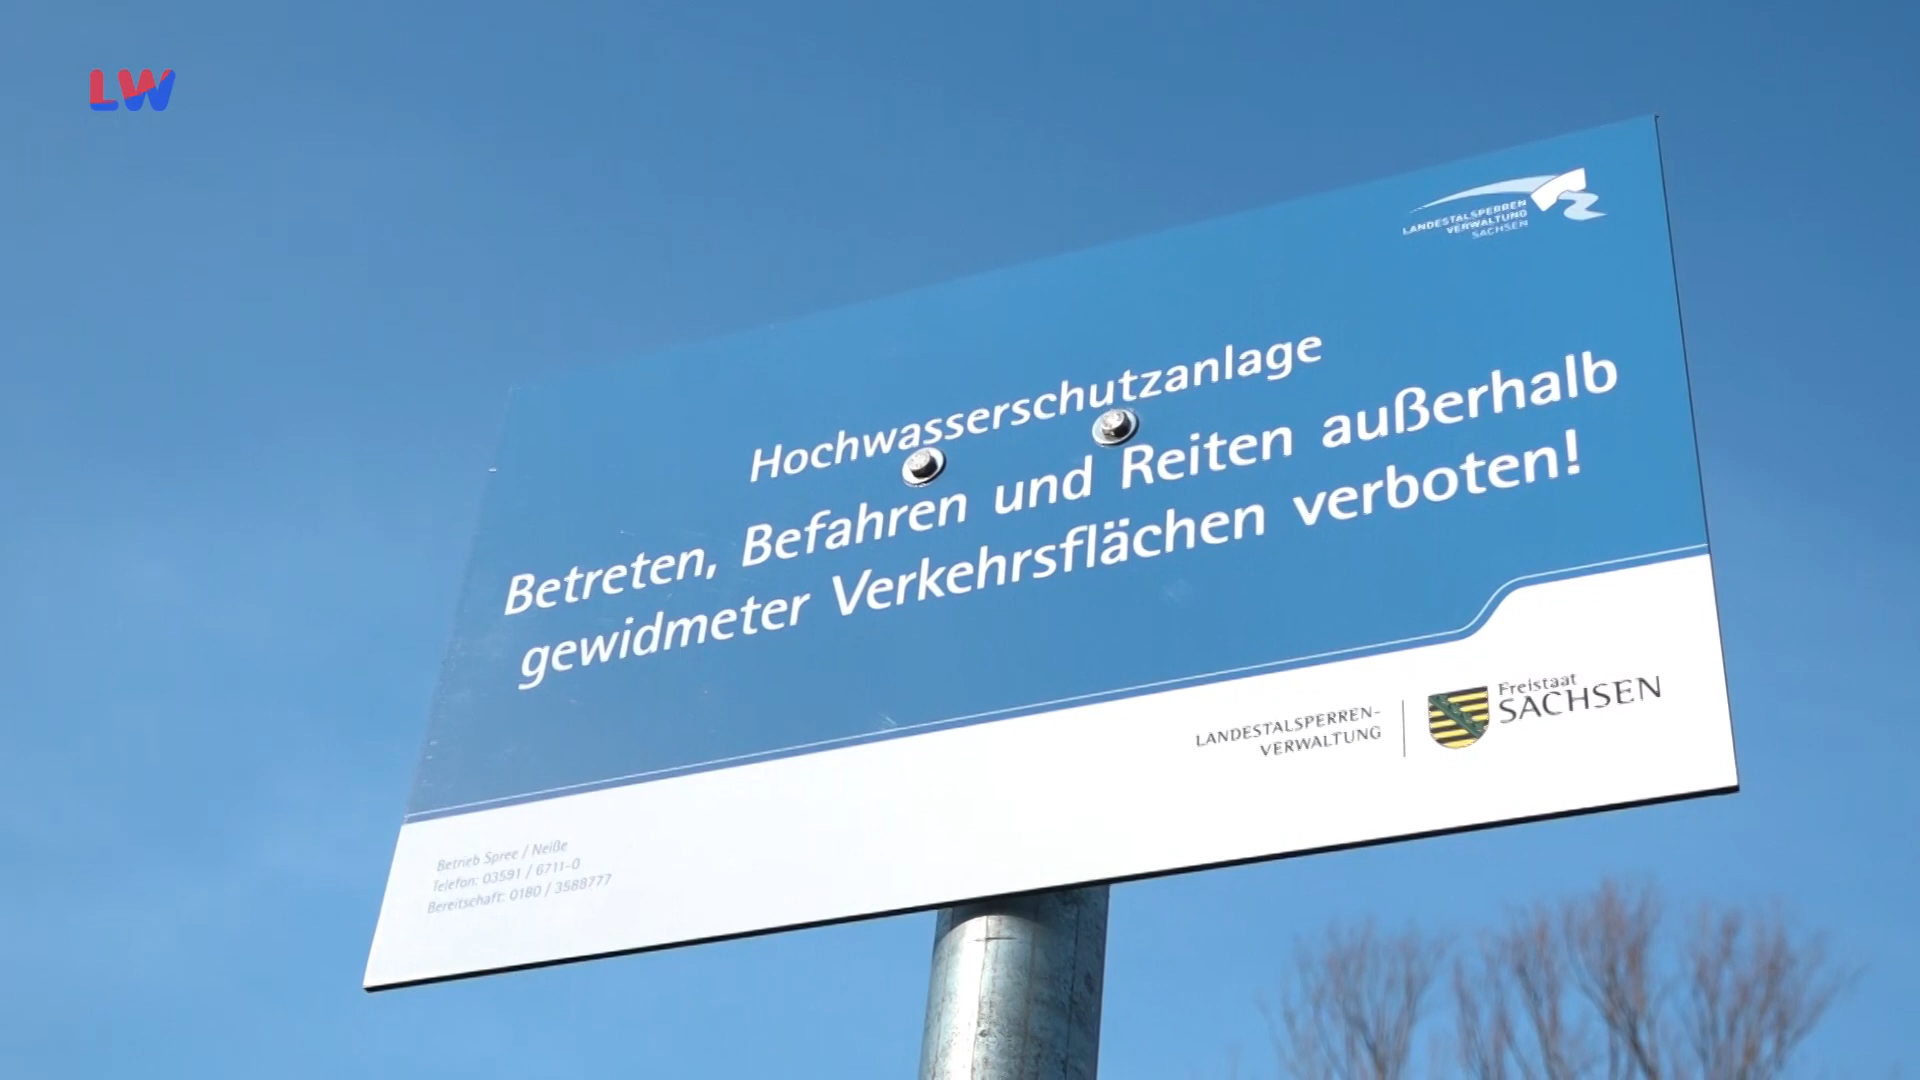 LW
LANDESTALSPERREN
VERWALTUNG
SACHSEN
Hochwasserschutzanlage
Betreten, Befahren und Reiten außerhalb
gewidmeter Verkehrsflächen verboten!
LANDESTALSPERREN-
VERWALTUNG
Freistaat
SACHSEN
Betrieb Spree / Neiße
Telefon: 03591 / 6711-0
Bereitschaft: 0180 / 3588777